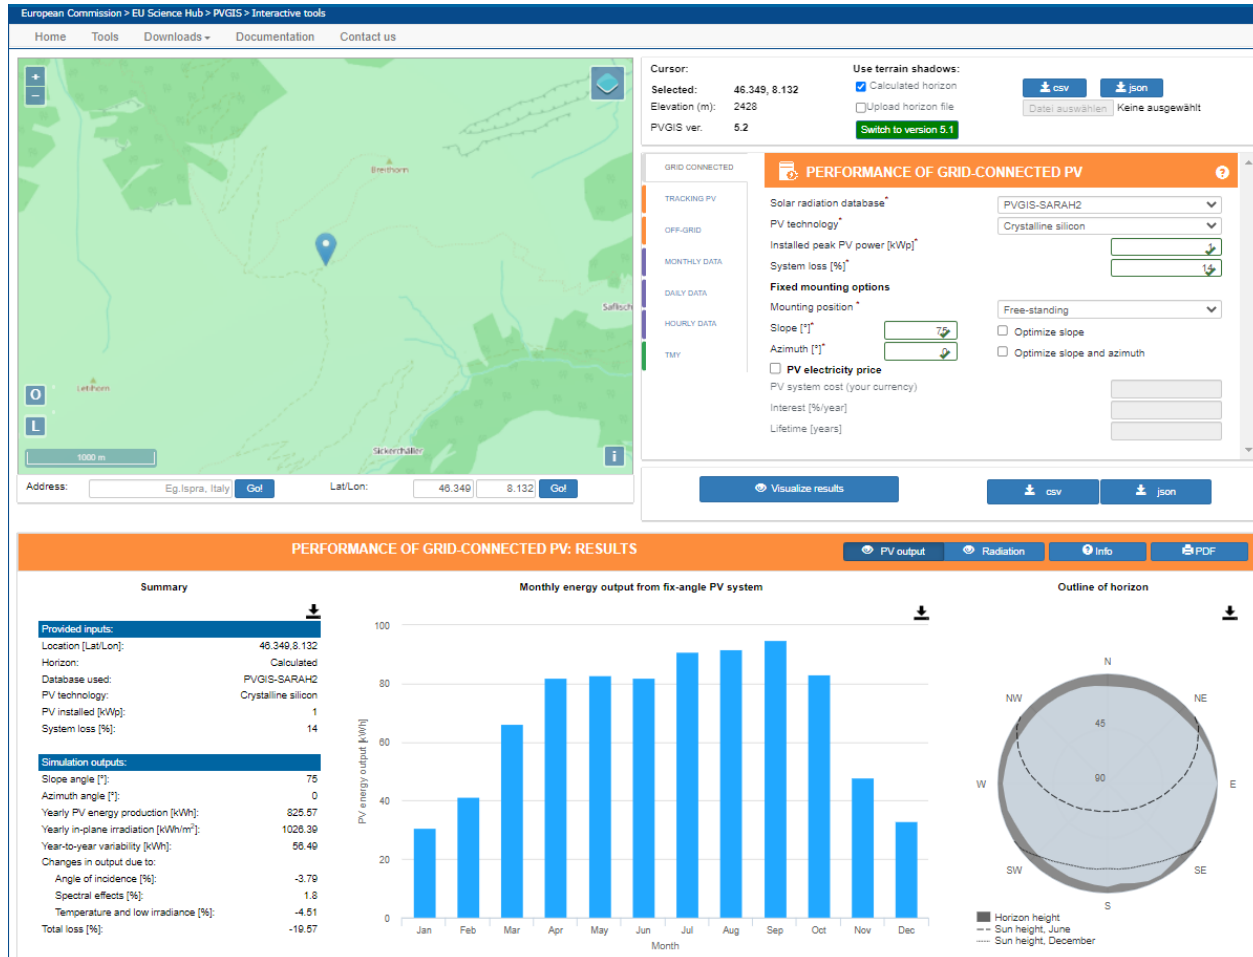 European Commission > EU Science Hub > PVGIS > Interactive tools
Home Tools Downloads Documentation Contact us
+
−
Breithorn
Saflisch
Letihorn
Sickerchäller
O
L
1000 m
i
Address: Eg.Ispra, Italy Go! Lat/Lon: 46.349 8.132 Go!
Cursor:
Selected: 46.349, 8.132
Elevation (m): 2428
PVGIS ver. 5.2
Use terrain shadows:
Calculated horizon
Upload horizon file
Switch to version 5.1
csv json
Datei auswählen Keine ausgewählt
GRID CONNECTED
TRACKING PV
OFF-GRID
MONTHLY DATA
DAILY DATA
HOURLY DATA
TMY
PERFORMANCE OF GRID-CONNECTED PV ?
Solar radiation database* PVGIS-SARAH2
PV technology* Crystalline silicon
Installed peak PV power [kWp]* 1
System loss [%]* 14
Fixed mounting options
Mounting position * Free-standing
Slope [°]* 75 Optimize slope
Azimuth [°]* 0 Optimize slope and azimuth
PV electricity price
PV system cost (your currency)
Interest [%/year]
Lifetime [years]
Visualize results csv json
PERFORMANCE OF GRID-CONNECTED PV: RESULTS PV output Radiation Info PDF
Summary
Provided inputs:
Location [Lat/Lon]: 46.349,8.132
Horizon: Calculated
Database used: PVGIS-SARAH2
PV technology: Crystalline silicon
PV installed [kWp]: 1
System loss [%]: 14
Simulation outputs:
Slope angle [°]: 75
Azimuth angle [°]: 0
Yearly PV energy production [kWh]: 825.57
Yearly in-plane irradiation [kWh/m²]: 1026.39
Year-to-year variability [kWh]: 56.49
Changes in output due to:
Angle of incidence [%]: -3.79
Spectral effects [%]: 1.8
Temperature and low irradiance [%]: -4.51
Total loss [%]: -19.57
Monthly energy output from fix-angle PV system
PV energy output [kWh]
100
80
60
40
20
0
Jan Feb Mar Apr May Jun Jul Aug Sep Oct Nov Dec
Month
Outline of horizon
N
NW NE
45
W 90 E
SW SE
S
Horizon height
Sun height, June
Sun height, December